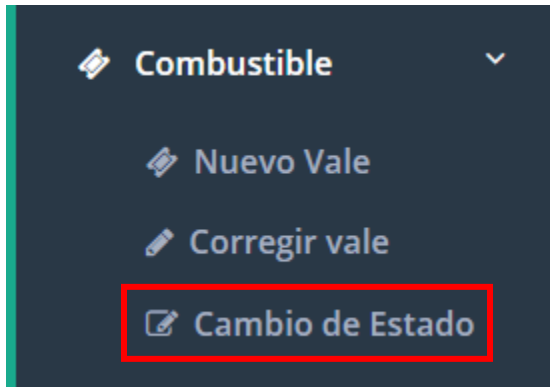 Combustible
Nuevo Vale
Corregir vale
Cambio de Estado